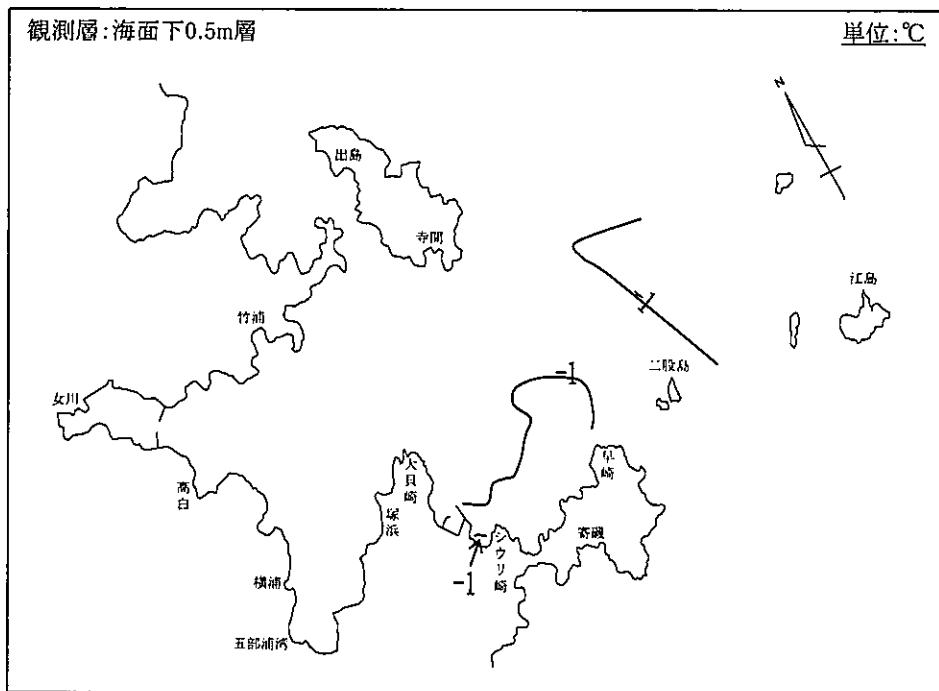 観測層:海面下0.5m層
単位:℃
N
出島
寺間
江島
竹浦
-1
二股島
-1
女川
早崎
大貝崎
高白
塚浜
シウリ崎
寄磯
-1
横浦
五部浦湾